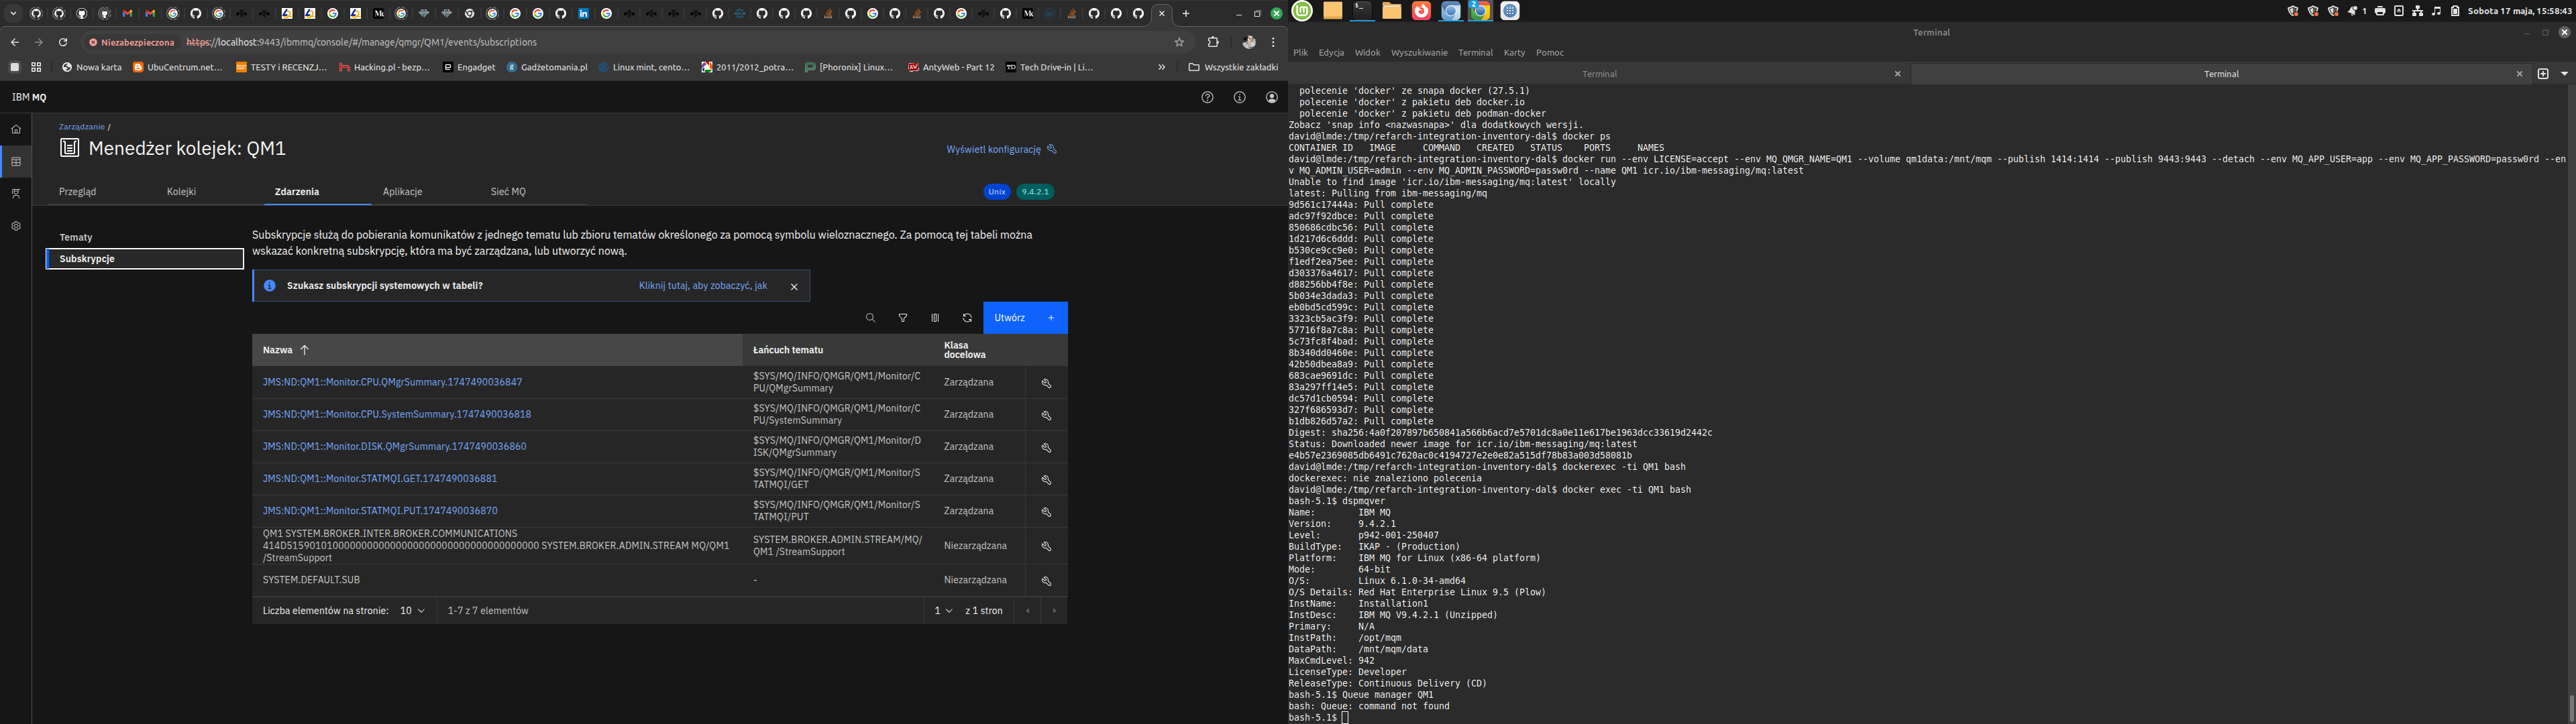 Niezabezpieczona https://localhost:9443/ibmmq/console/#/manage/qmgr/QM1/events/subscriptions
Nowa karta UbuCentrum.net... TESTY i RECENZJ... Hacking.pl - bezp... Engadget Gadżetomania.pl Linux mint, cento... 2011/2012_potra... [Phoronix] Linux... AntyWeb - Part 12 Tech Drive-in | Li... » Wszystkie zakładki
IBM MQ
Zarządzanie /
Menedżer kolejek: QM1
Wyświetl konfigurację
Przegląd Kolejki Zdarzenia Aplikacje Sieć MQ
Unix 9.4.2.1
Tematy
Subskrypcje
Subskrypcje służą do pobierania komunikatów z jednego tematu lub zbioru tematów określonego za pomocą symbolu wieloznacznego. Za pomocą tej tabeli można
wskazać konkretną subskrypcję, która ma być zarządzana, lub utworzyć nową.
Szukasz subskrypcji systemowych w tabeli? Kliknij tutaj, aby zobaczyć, jak
Utwórz +
Nazwa Łańcuch tematu Klasa
docelowa
JMS:ND:QM1::Monitor.CPU.QMgrSummary.1747490036847 $SYS/MQ/INFO/QMGR/QM1/Monitor/C
PU/QMgrSummary Zarządzana
JMS:ND:QM1::Monitor.CPU.SystemSummary.1747490036818 $SYS/MQ/INFO/QMGR/QM1/Monitor/C
PU/SystemSummary Zarządzana
JMS:ND:QM1::Monitor.DISK.QMgrSummary.1747490036860 $SYS/MQ/INFO/QMGR/QM1/Monitor/D
ISK/QMgrSummary Zarządzana
JMS:ND:QM1::Monitor.STATMQI.GET.1747490036881 $SYS/MQ/INFO/QMGR/QM1/Monitor/S
TATMQI/GET Zarządzana
JMS:ND:QM1::Monitor.STATMQI.PUT.1747490036870 $SYS/MQ/INFO/QMGR/QM1/Monitor/S
TATMQI/PUT Zarządzana
QM1 SYSTEM.BROKER.INTER.BROKER.COMMUNICATIONS
SYSTEM.BROKER.ADMIN.STREAM MQ/QM1
/StreamSupport
SYSTEM.BROKER.ADMIN.STREAM/MQ/
QM1 /StreamSupport Niezarządzana
SYSTEM.DEFAULT.SUB - Niezarządzana
Liczba elementów na stronie: 10 1-7 z 7 elementów 1 z 1 stron
1 Sobota 17 maja, 15:58:43
Terminal
Plik Edycja Widok Wyszukiwanie Terminal Karty Pomoc
Terminal Terminal
polecenie 'docker' ze snapa docker (27.5.1)
polecenie 'docker' z pakietu deb docker.io
polecenie 'docker' z pakietu deb podman-docker
Zobacz 'snap info <nazwasnapa>' dla dodatkowych wersji.
david@lmde:/tmp/refarch-integration-inventory-dal$ docker ps
CONTAINER ID IMAGE COMMAND CREATED STATUS PORTS NAMES
david@lmde:/tmp/refarch-integration-inventory-dal$ docker run --env LICENSE=accept --env MQ_QMGR_NAME=QM1 --volume qm1data:/mnt/mqm --publish 1414:1414 --publish 9443:9443 --detach --env MQ_APP_USER=app --env MQ_APP_PASSWORD=passw0rd --en
v MQ_ADMIN_USER=admin --env MQ_ADMIN_PASSWORD=passw0rd --name QM1 icr.io/ibm-messaging/mq:latest
Unable to find image 'icr.io/ibm-messaging/mq:latest' locally
latest: Pulling from ibm-messaging/mq
9d561c17444a: Pull complete
adc97f92dbce: Pull complete
850686cdbc56: Pull complete
1d217d6c6ddd: Pull complete
b530ce9cc9e0: Pull complete
f1edf2ea75ee: Pull complete
d303376a4617: Pull complete
d88256bb4f8e: Pull complete
5b034e3dada3: Pull complete
eb0bd5cd599c: Pull complete
3323cb5ac3f9: Pull complete
57716f8a7c8a: Pull complete
5c73fc8f4bad: Pull complete
8b340dd0460e: Pull complete
42b50dbea8a9: Pull complete
683cae9691dc: Pull complete
83a297ff14e5: Pull complete
dc57d1cb0594: Pull complete
327f686593d7: Pull complete
b1db826d57a2: Pull complete
Digest: sha256:4a0f207897b650841a566b6acd7e5701dc8a0e11e617be1963dcc33619d2442c
Status: Downloaded newer image for icr.io/ibm-messaging/mq:latest
e4b57e2369085db6491c7620ac0c4194727e2e0e82a515df78b83a003d58081b
david@lmde:/tmp/refarch-integration-inventory-dal$ dockerexec -ti QM1 bash
dockerexec: nie znaleziono polecenia
david@lmde:/tmp/refarch-integration-inventory-dal$ docker exec -ti QM1 bash
bash-5.1$ dspmqver
Name: IBM MQ
Version: 9.4.2.1
Level: p942-001-250407
BuildType: IKAP - (Production)
Platform: IBM MQ for Linux (x86-64 platform)
Mode: 64-bit
O/S: Linux 6.1.0-34-amd64
O/S Details: Red Hat Enterprise Linux 9.5 (Plow)
InstName: Installation1
InstDesc: IBM MQ V9.4.2.1 (Unzipped)
Primary: N/A
InstPath: /opt/mqm
DataPath: /mnt/mqm/data
MaxCmdLevel: 942
LicenseType: Developer
ReleaseType: Continuous Delivery (CD)
bash-5.1$ Queue manager QM1
bash: Queue: command not found
bash-5.1$